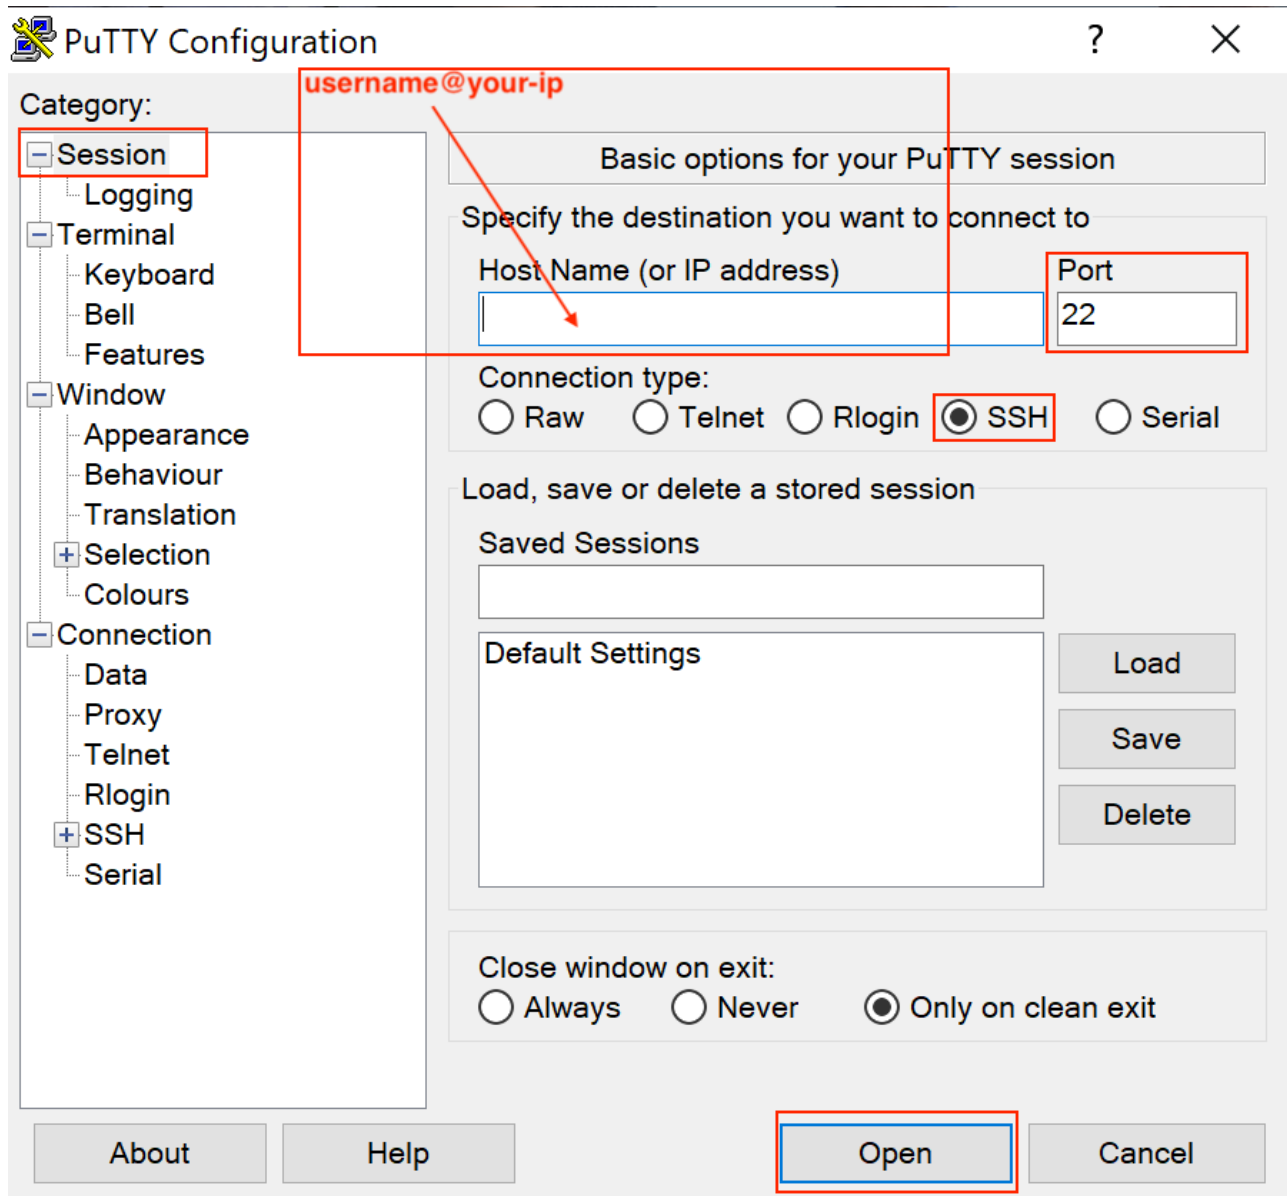 PuTTY Configuration
?
username@your-ip
Category:
Session
Logging
Terminal
Keyboard
Bell
Features
Window
Appearance
Behaviour
Translation
Selection
Colours
Connection
Data
Proxy
Telnet
Rlogin
SSH
Serial
Basic options for your PuTTY session
Specify the destination you want to connect to
Host Name (or IP address) Port
22
Connection type:
Raw Telnet Rlogin SSH Serial
Load, save or delete a stored session
Saved Sessions
Default Settings
Load
Save
Delete
Close window on exit:
Always Never Only on clean exit
About Help Open Cancel